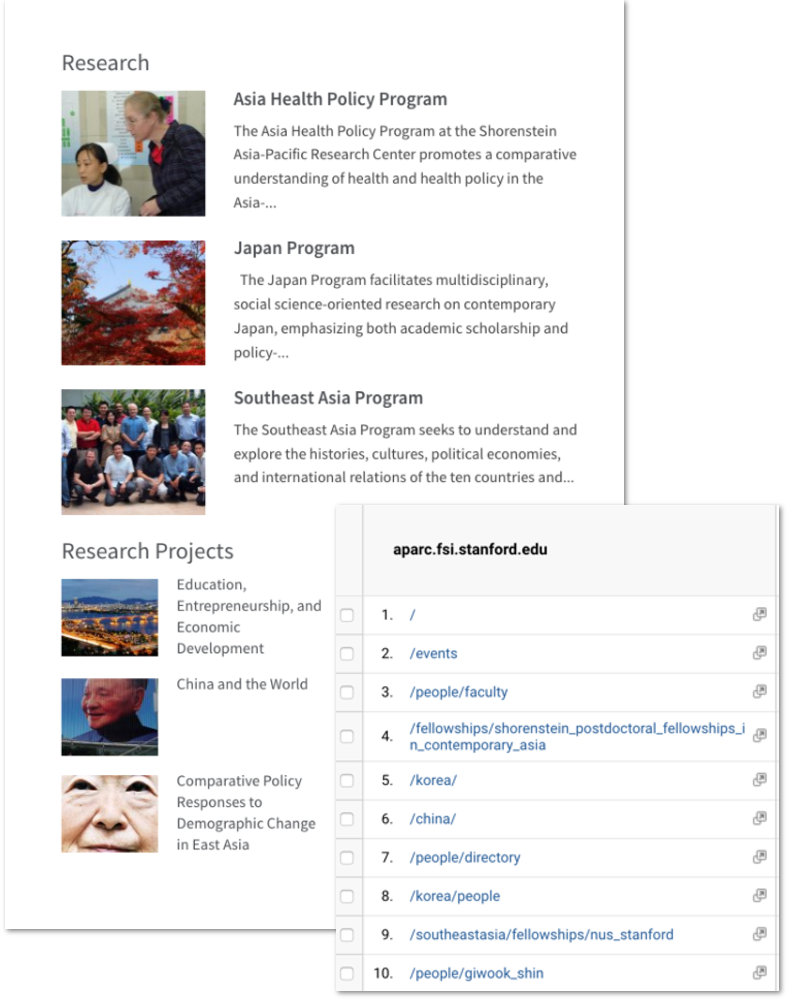 Research
Asia Health Policy Program
The Asia Health Policy Program at the Shorenstein
Asia-Pacific Research Center promotes a comparative
understanding of health and health policy in the
Asia-...
Japan Program
The Japan Program facilitates multidisciplinary,
social science-oriented research on contemporary
Japan, emphasizing both academic scholarship and
policy-...
Southeast Asia Program
The Southeast Asia Program seeks to understand and
explore the histories, cultures, political economies,
and international relations of the ten countries and...
Research Projects
Education,
Entrepreneurship, and
Economic
Development
China and the World
Comparative Policy
Responses to
Demographic Change
in East Asia
aparc.fsi.stanford.edu
1. /
2. /events
3. /people/faculty
4. /fellowships/shorenstein_postdoctoral_fellowships_i
n_contemporary_asia
5. /korea/
6. /china/
7. /people/directory
8. /korea/people
9. /southeastasia/fellowships/nus_stanford
10. /people/giwook_shin